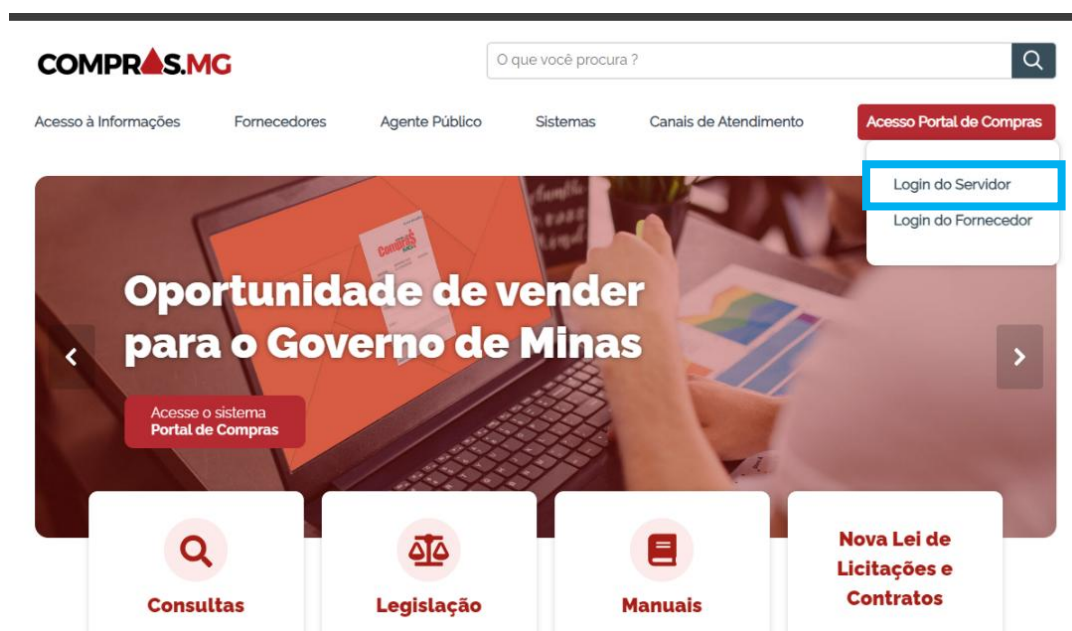 COMPRAS.MG
O que você procura ?
Acesso à Informações
Fornecedores
Agente Público
Sistemas
Canais de Atendimento
Acesso Portal de Compras
Login do Servidor
Login do Fornecedor
Compras
Oportunidade de vender
para o Governo de Minas
Acesse o sistema
Portal de Compras
Consultas
Legislação
Manuais
Nova Lei de
Licitações e
Contratos